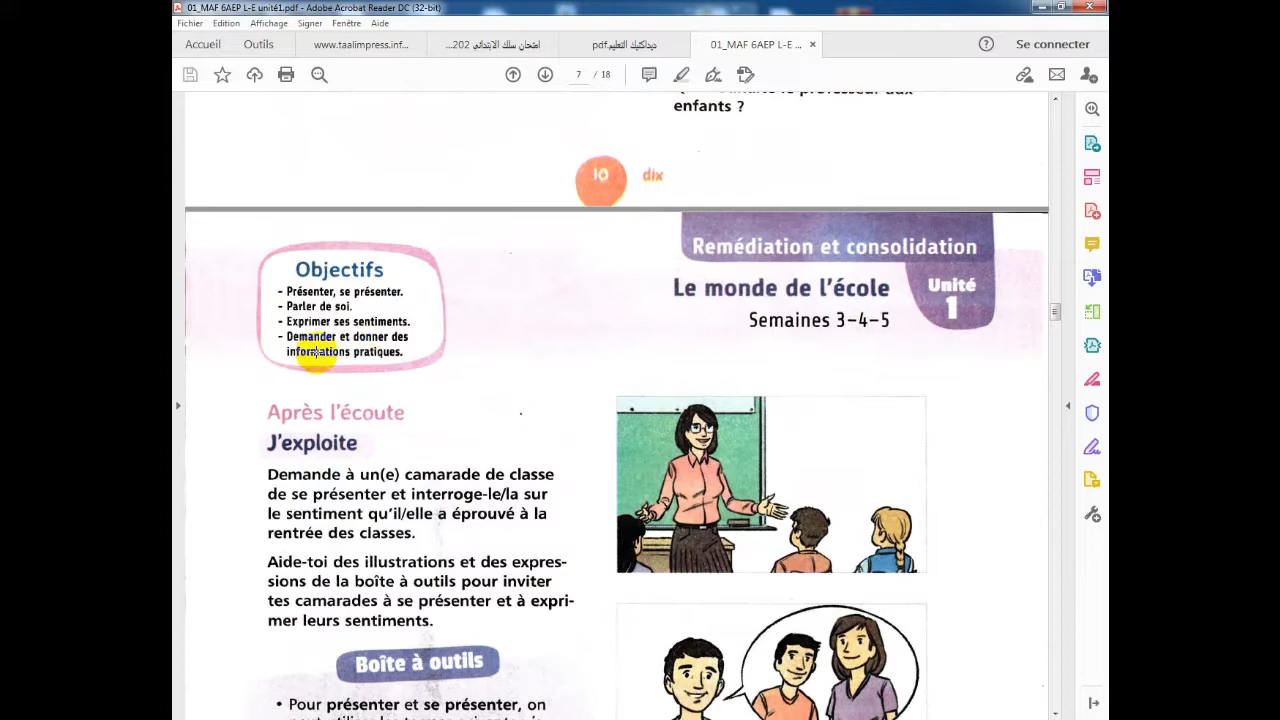 01_MAF 6AEP L-E unité1.pdf - Adobe Acrobat Reader DC (32-bit)
Fichier Edition Affichage Signer Fenêtre Aide
Accueil Outils www.taalimpress.inf... امتحان سلك الابتدائي 202... ديداكتيك التعليم.pdf 01_MAF 6AEP L-E ... × Se connecter
7 / 18
enfants ?
10 dix
Objectifs
- Présenter, se présenter.
- Parler de soi.
- Exprimer ses sentiments.
- Demander et donner des
informations pratiques.
Remédiation et consolidation
Le monde de l'école
Semaines 3-4-5
Unité
1
Après l'écoute
J'exploite
Demande à un(e) camarade de classe
de se présenter et interroge-le/la sur
le sentiment qu'il/elle a éprouvé à la
rentrée des classes.
Aide-toi des illustrations et des expres-
sions de la boîte à outils pour inviter
tes camarades à se présenter et à expri-
mer leurs sentiments.
Boîte à outils
• Pour présenter et se présenter, on